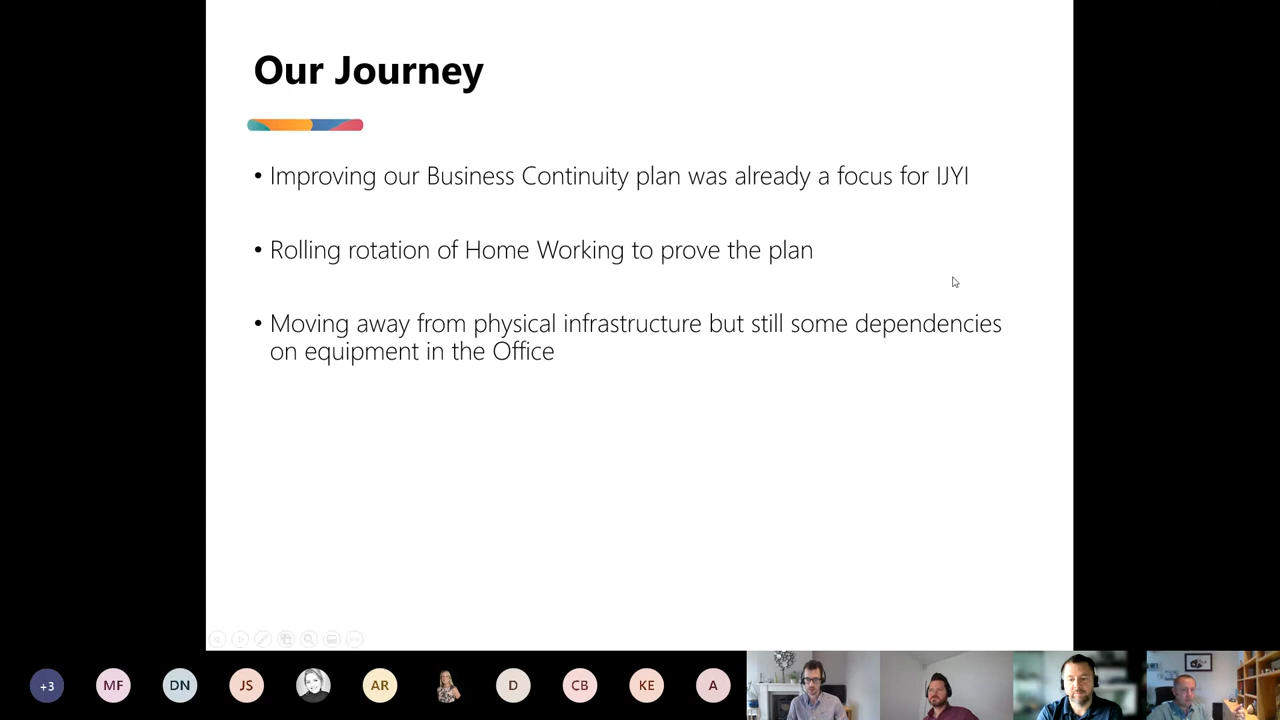 Our Journey
• Improving our Business Continuity plan was already a focus for IJYI
• Rolling rotation of Home Working to prove the plan
• Moving away from physical infrastructure but still some dependencies
on equipment in the Office
+3 MF DN JS AR D CB KE A